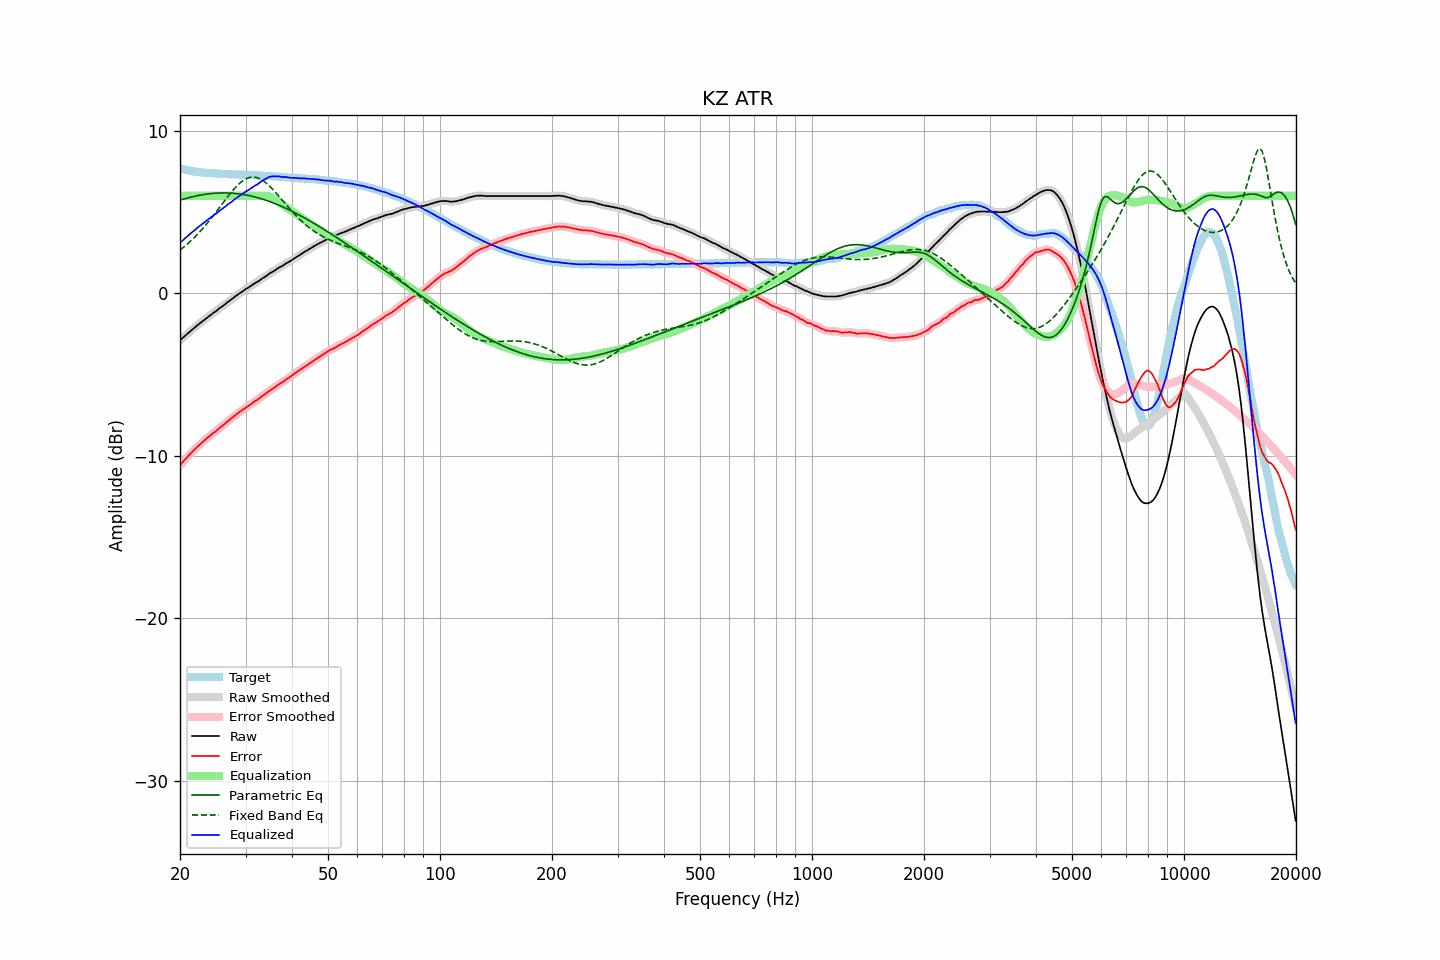 KZ ATR
10
0
−10
−20
−30
Amplitude (dBr)
Target
Raw Smoothed
Error Smoothed
Raw
Error
Equalization
Parametric Eq
Fixed Band Eq
Equalized
20 50 100 200 500 1000 2000 5000 10000 20000
Frequency (Hz)